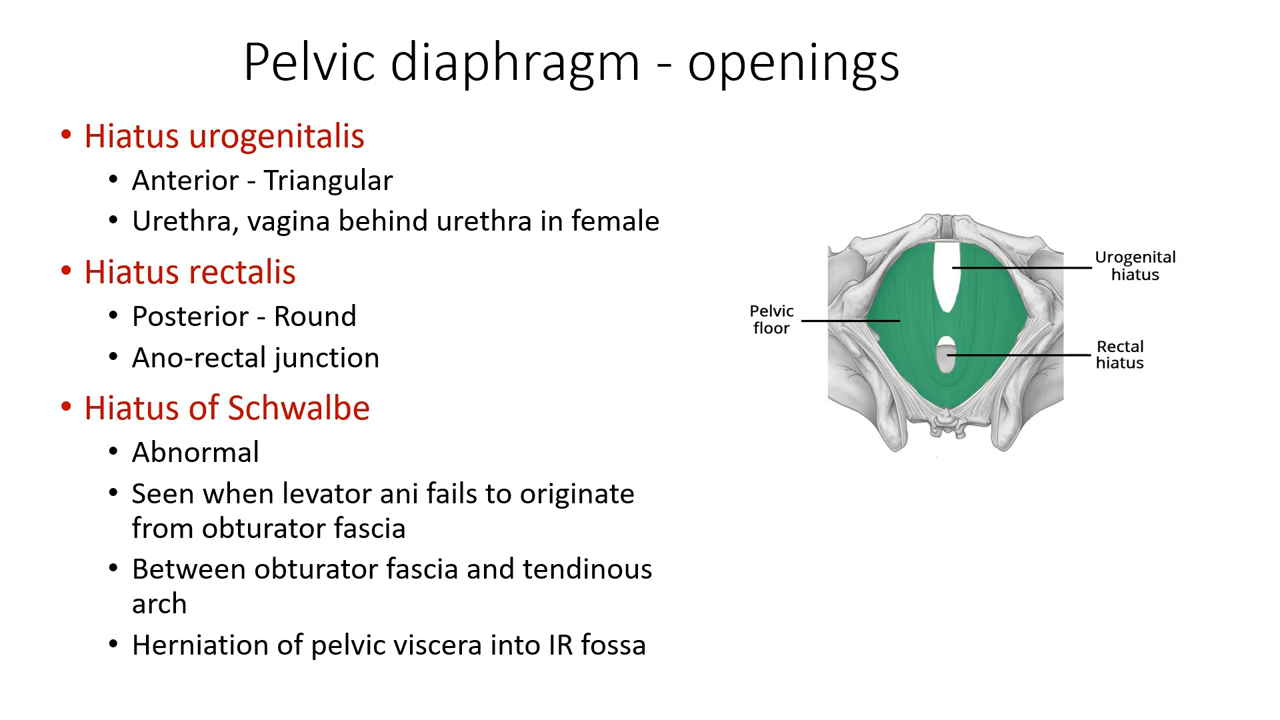 Pelvic diaphragm - openings
• Hiatus urogenitalis
• Anterior - Triangular
• Urethra, vagina behind urethra in female
• Hiatus rectalis
• Posterior - Round
• Ano-rectal junction
• Hiatus of Schwalbe
• Abnormal
• Seen when levator ani fails to originate
from obturator fascia
• Between obturator fascia and tendinous
arch
• Herniation of pelvic viscera into IR fossa
Urogenital
hiatus
Pelvic
floor
Rectal
hiatus